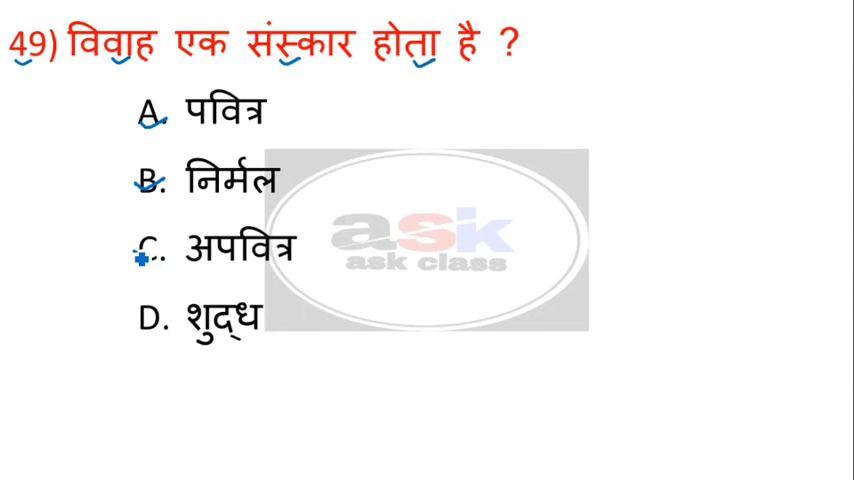 49) विवाह एक संस्कार होता है ?
A. पवित्र
B. निर्मल
C. अपवित्र
D. शुद्ध
ask
ask class